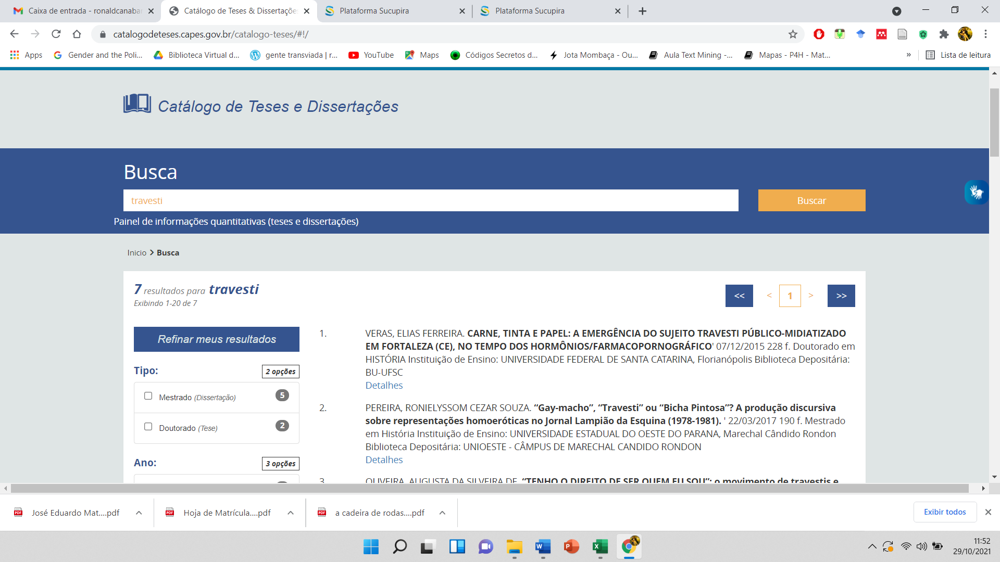 Caixa de entrada - ronaldcanabar
Catálogo de Teses & Dissertaçõe
Plataforma Sucupira
Plataforma Sucupira
catalogodeteses.capes.gov.br/catalogo-teses/#!/
Apps
Gender and the Poli...
Biblioteca Virtual d...
gente transviada | r...
YouTube
Maps
Códigos Secretos d...
Jota Mombaça - Ou...
Aula Text Mining -...
Mapas - P4H - Mat...
»
Lista de leitura
Catálogo de Teses e Dissertações
Busca
travesti
Buscar
Painel de informações quantitativas (teses e dissertações)
Inicio > Busca
7 resultados para travesti
Exibindo 1-20 de 7
<< < 1 > >>
Refinar meus resultados
Tipo:
2 opções
Mestrado (Dissertação) 5
Doutorado (Tese) 2
Ano:
3 opções
1. VERAS, ELIAS FERREIRA. CARNE, TINTA E PAPEL: A EMERGÊNCIA DO SUJEITO TRAVESTI PÚBLICO-MIDIATIZADO
EM FORTALEZA (CE), NO TEMPO DOS HORMÔNIOS/FARMACOPORNOGRÁFICO' 07/12/2015 228 f. Doutorado em
HISTÓRIA Instituição de Ensino: UNIVERSIDADE FEDERAL DE SANTA CATARINA, Florianópolis Biblioteca Depositária:
BU-UFSC
Detalhes
2. PEREIRA, RONIELYSSOM CEZAR SOUZA. “Gay-macho”, “Travesti” ou “Bicha Pintosa”? A produção discursiva
sobre representações homoeróticas no Jornal Lampião da Esquina (1978-1981). ' 22/03/2017 190 f. Mestrado
em História Instituição de Ensino: UNIVERSIDADE ESTADUAL DO OESTE DO PARANA, Marechal Cândido Rondon
Biblioteca Depositária: UNIOESTE - CÂMPUS DE MARECHAL CANDIDO RONDON
Detalhes
3. OLIVEIRA, AUGUSTA DA SILVEIRA DE. “TENHO O DIREITO DE SER QUEM EU SOU”: o movimento de travestis e
José Eduardo Mat....pdf
Hoja de Matrícula....pdf
a cadeira de rodas....pdf
Exibir todos
11:52
29/10/2021